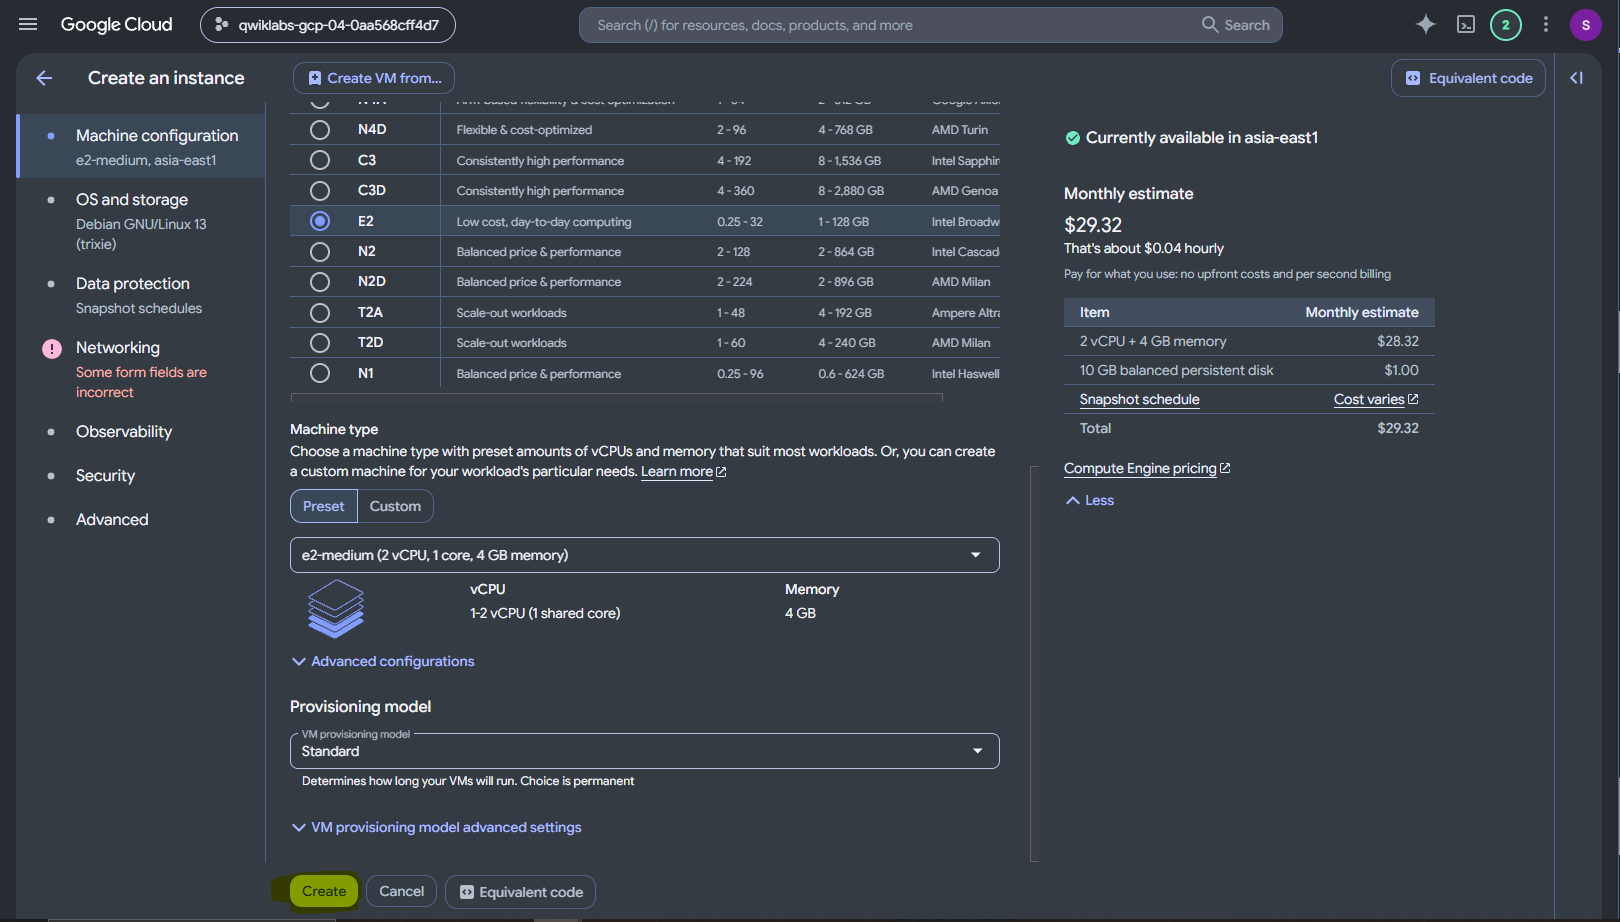 Google Cloud
qwiklabs-gcp-04-0aa568cff4d7
Search (/) for resources, docs, products, and more
Search
2
S
Create an instance
Create VM from...
Equivalent code
Machine configuration
e2-medium, asia-east1
OS and storage
Debian GNU/Linux 13
(trixie)
Data protection
Snapshot schedules
Networking
Some form fields are
incorrect
Observability
Security
Advanced
N4D Flexible & cost-optimized 2 - 96 4 - 768 GB AMD Turin
C3 Consistently high performance 4 - 192 8 - 1,536 GB Intel Sapphir
C3D Consistently high performance 4 - 360 8 - 2,880 GB AMD Genoa
E2 Low cost, day-to-day computing 0.25 - 32 1 - 128 GB Intel Broadw
N2 Balanced price & performance 2 - 128 2 - 864 GB Intel Cascad
N2D Balanced price & performance 2 - 224 2 - 896 GB AMD Milan
T2A Scale-out workloads 1 - 48 4 - 192 GB Ampere Altra
T2D Scale-out workloads 1 - 60 4 - 240 GB AMD Milan
N1 Balanced price & performance 0.25 - 96 0.6 - 624 GB Intel Haswell
Machine type
Choose a machine type with preset amounts of vCPUs and memory that suit most workloads. Or, you can create
a custom machine for your workload's particular needs. Learn more
Preset Custom
e2-medium (2 vCPU, 1 core, 4 GB memory)
vCPU Memory
1-2 vCPU (1 shared core) 4 GB
Advanced configurations
Provisioning model
VM provisioning model
Standard
Determines how long your VMs will run. Choice is permanent
VM provisioning model advanced settings
Create Cancel Equivalent code
Currently available in asia-east1
Monthly estimate
$29.32
That's about $0.04 hourly
Pay for what you use: no upfront costs and per second billing
Item Monthly estimate
2 vCPU + 4 GB memory $28.32
10 GB balanced persistent disk $1.00
Snapshot schedule Cost varies
Total $29.32
Compute Engine pricing
Less